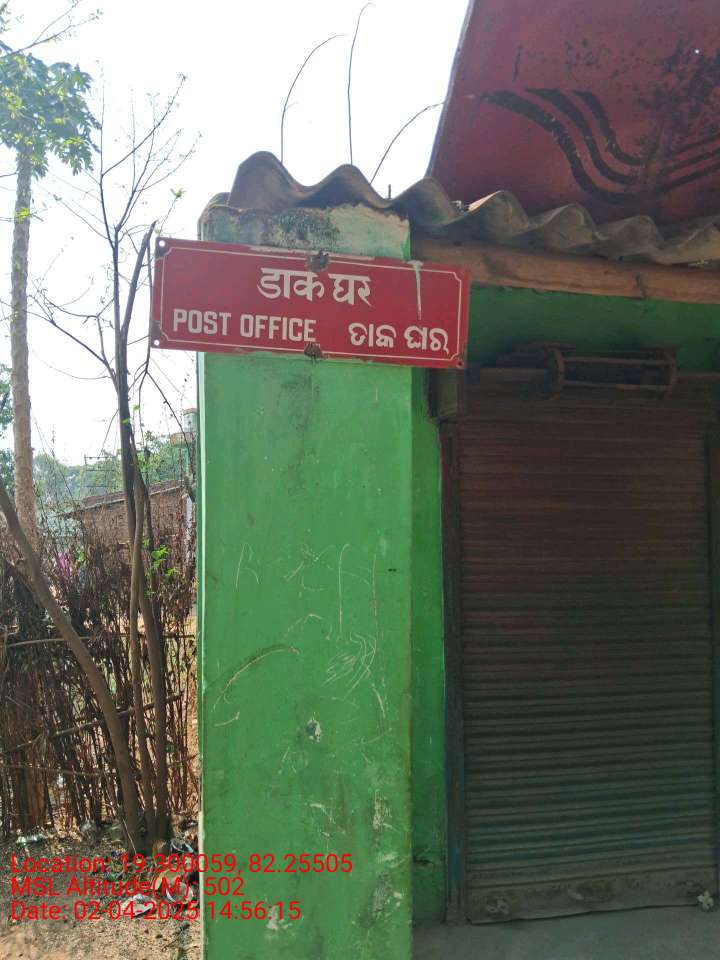 डाक घर
POST OFFICE ଡାକ ଘର
Location: 19.300059, 82.25505
MSL Altitude(M): 502
Date: 02-04-2025 14:56:15